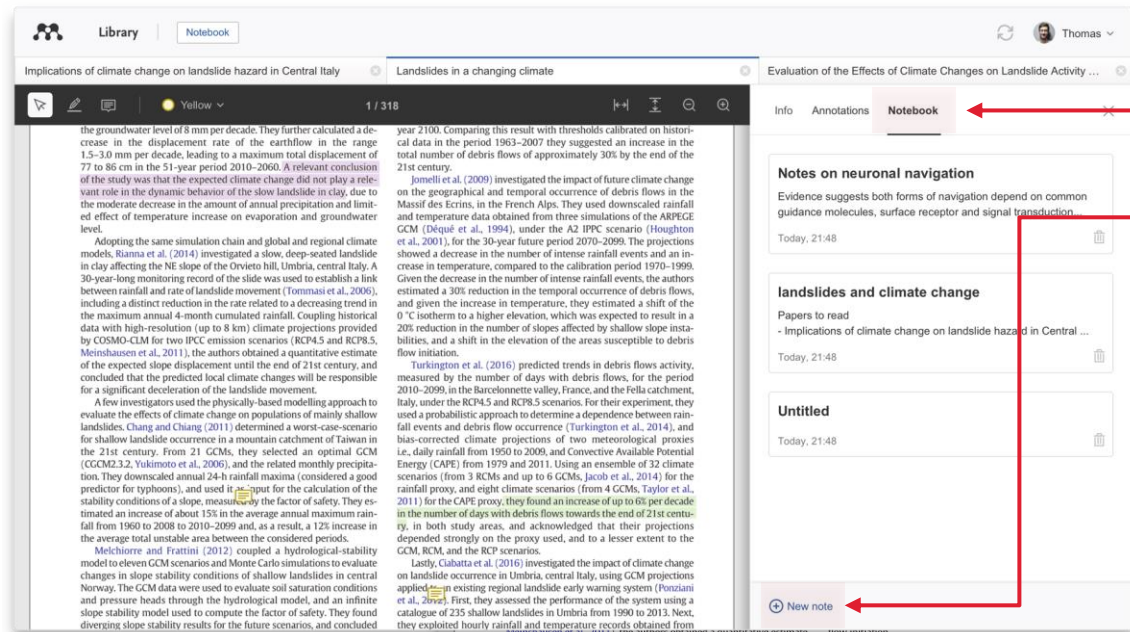 Library
Notebook
Thomas
Implications of climate change on landslide hazard in Central Italy
Landslides in a changing climate
Evaluation of the Effects of Climate Changes on Landslide Activity ...
Yellow
1 / 318
the groundwater level of 8 mm per decade. They further calculated a de-
crease in the displacement rate of the earthflow in the range
1.5–3.0 mm per decade, leading to a maximum total displacement of
77 to 86 cm in the 51-year period 2010–2060. A relevant conclusion
of the study was that the expected climate change did not play a rele-
vant role in the dynamic behavior of the slow landslide in clay, due to
the moderate decrease in the amount of annual precipitation and limit-
ed effect of temperature increase on evaporation and groundwater
level.
Adopting the same simulation chain and global and regional climate
models, Rianna et al. (2014) investigated a slow, deep-seated landslide
in clay affecting the NE slope of the Orvieto hill, Umbria, central Italy. A
30-year-long monitoring record of the slide was used to establish a link
between rainfall and rate of landslide movement (Tommasi et al., 2006),
including a distinct reduction in the rate related to a decreasing trend in
the maximum annual 4-month cumulated rainfall. Coupling historical
data with high-resolution (up to 8 km) climate projections provided
by COSMO-CLM for two IPCC emission scenarios (RCP4.5 and RCP8.5,
Meinshausen et al., 2011), the authors obtained a quantitative estimate
of the expected slope displacement until the end of 21st century, and
concluded that the predicted local climate changes will be responsible
for a significant deceleration of the landslide movement.
A few investigators used the physically-based modelling approach to
evaluate the effects of climate change on populations of mainly shallow
landslides. Chang and Chiang (2011) determined a worst-case-scenario
for shallow landslide occurrence in a mountain catchment of Taiwan in
the 21st century. From 21 GCMs, they selected an optimal GCM
(CGCM2.3.2, Yukimoto et al., 2006), and the related monthly precipita-
tion. They downscaled annual 24-h rainfall maxima (considered a good
predictor for typhoons), and used it as input for the calculation of the
stability conditions of a slope, measured by the factor of safety. They es-
timated an increase of about 15% in the average annual maximum rain-
fall from 1960 to 2008 to 2010–2099 and, as a result, a 12% increase in
the average total unstable area between the considered periods.
Melchiorre and Frattini (2012) coupled a hydrological-stability
model to eleven GCM scenarios and Monte Carlo simulations to evaluate
changes in slope stability conditions of shallow landslides in central
Norway. The GCM data were used to evaluate soil saturation conditions
and pressure heads through the hydrological model, and an infinite
slope stability model used to compute the factor of safety. They found
diverging slope stability results for the future scenarios, and concluded
year 2100. Comparing this result with thresholds calibrated on histori-
cal data in the period 1963–2007 they suggested an increase in the
total number of debris flows of approximately 30% by the end of the
21st century.
Jomelli et al. (2009) investigated the impact of future climate change
on the geographical and temporal occurrence of debris flows in the
Massif des Ecrins, in the French Alps. They used downscaled rainfall
and temperature data obtained from three simulations of the ARPEGE
GCM (Déqué et al., 1994), under the A2 IPPC scenario (Houghton
et al., 2001), for the 30-year future period 2070–2099. The projections
showed a decrease in the number of intense rainfall events and an in-
crease in temperature, compared to the calibration period 1970–1999.
Given the decrease in the number of intense rainfall events, the authors
estimated a 30% reduction in the temporal occurrence of debris flows,
and given the increase in temperature, they estimated a shift of the
0 °C isotherm to a higher elevation, which was expected to result in a
20% reduction in the number of slopes affected by shallow slope insta-
bilities, and a shift in the elevation of the areas susceptible to debris
flow initiation.
Turkington et al. (2016) predicted trends in debris flows activity,
measured by the number of days with debris flows, for the period
2010–2099, in the Barcelonnette valley, France, and the Fella catchment,
Italy, under the RCP4.5 and RCP8.5 scenarios. For their experiment, they
used a probabilistic approach to determine a dependence between rain-
fall events and debris flow occurrence (Turkington et al., 2014), and
bias-corrected climate projections of two meteorological proxies
i.e., daily rainfall from 1950 to 2009, and Convective Available Potential
Energy (CAPE) from 1979 and 2011. Using an ensemble of 32 climate
scenarios (from 3 RCMs and up to 6 GCMs, Jacob et al., 2014) for the
rainfall proxy, and eight climate scenarios (from 4 GCMs, Taylor et al.,
2011) for the CAPE proxy, they found an increase of up to 6% per decade
in the number of days with debris flows towards the end of 21st centu-
ry, in both study areas, and acknowledged that their projections
depended strongly on the proxy used, and to a lesser extent to the
GCM, RCM, and the RCP scenarios.
Lastly, Ciabatta et al. (2016) investigated the impact of climate change
on landslide occurrence in Umbria, central Italy, using GCM projections
applied existing regional landslide early warning system (Ponziani
et al., First, they assessed the performance of the system using a
catalogue of 235 shallow landslides in Umbria from 1990 to 2013. Next,
they exploited hourly rainfall and temperature records obtained from
Info
Annotations
Notebook
Notes on neuronal navigation
Evidence suggests both forms of navigation depend on common
guidance molecules, surface receptor and signal transduction...
Today, 21:48
landslides and climate change
Papers to read
- Implications of climate change on landslide hazard in Central ...
Today, 21:48
Untitled
Today, 21:48
New note